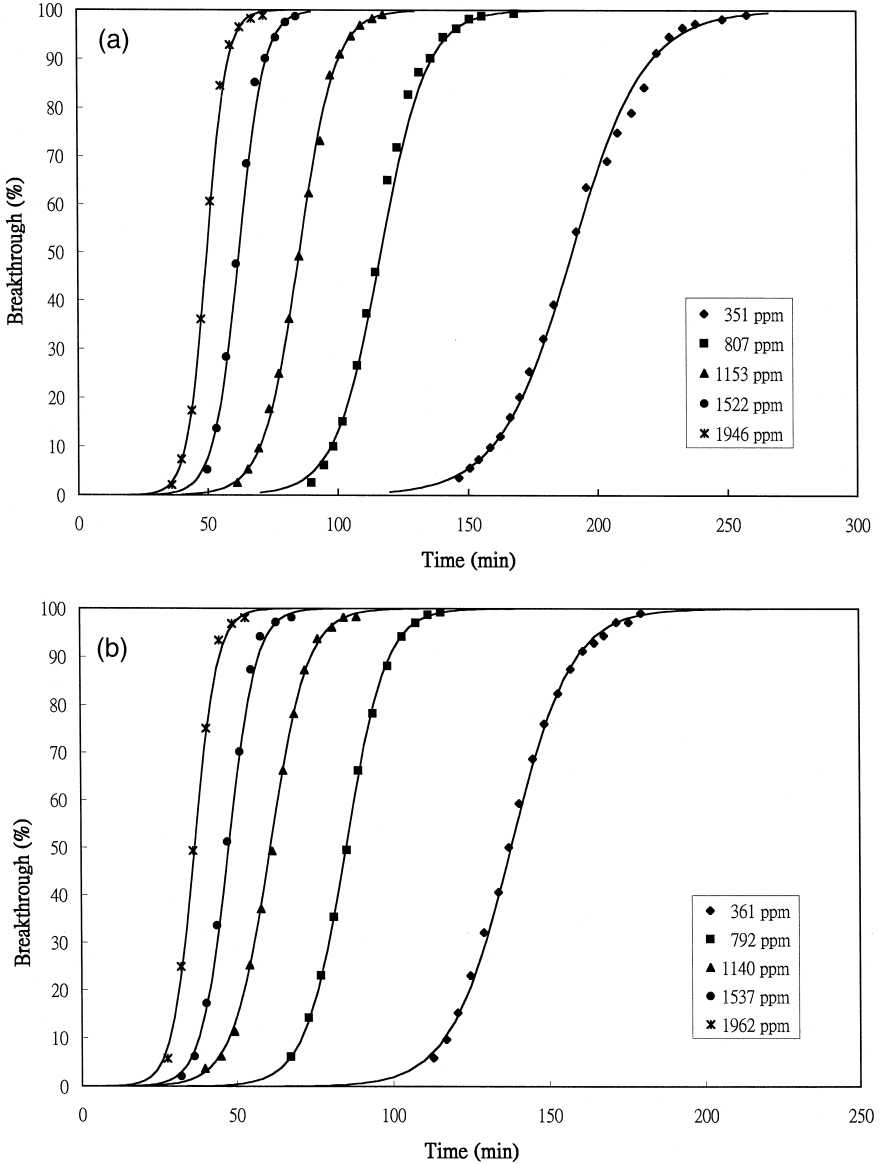 (a)
Breakthrough (%)
100
90
80
70
60
50
40
30
20
10
0
0 50 100 150 200 250 300
Time (min)
351 ppm
807 ppm
1153 ppm
1522 ppm
1946 ppm
(b)
Breakthrough (%)
100
90
80
70
60
50
40
30
20
10
0
0 50 100 150 200 250
Time (min)
361 ppm
792 ppm
1140 ppm
1537 ppm
1962 ppm